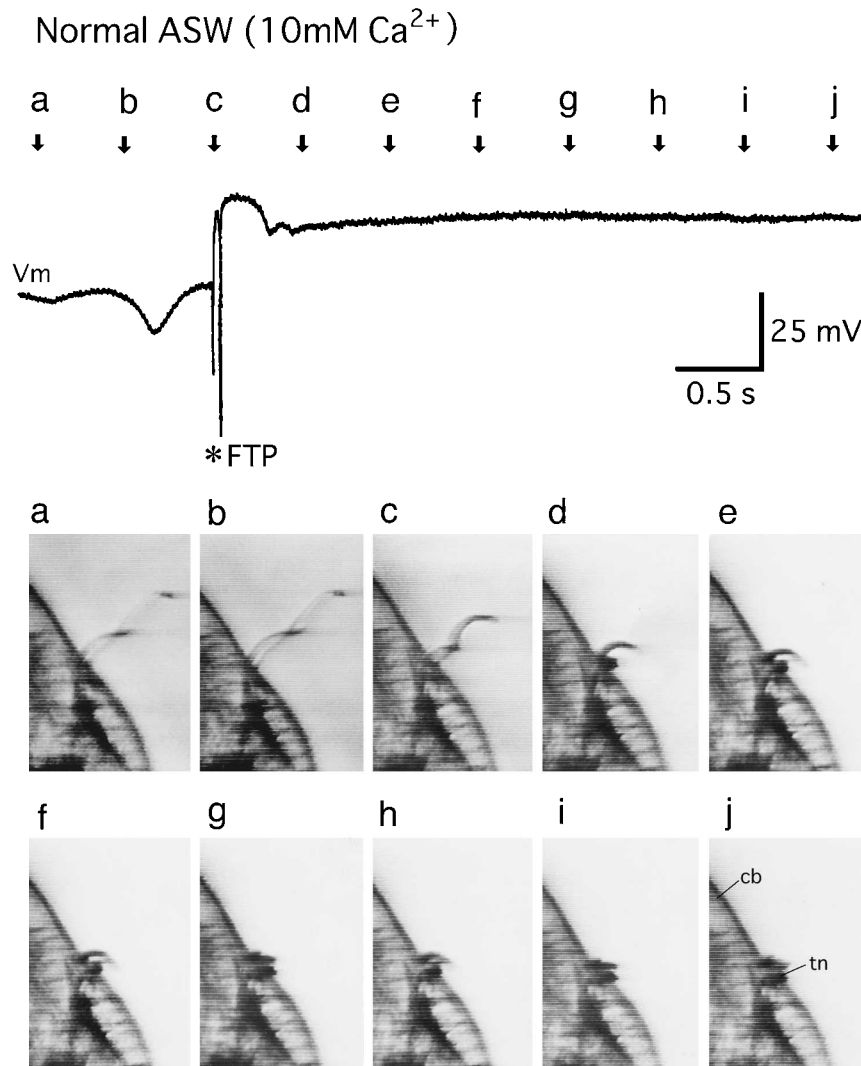 Normal ASW (10mM Ca²⁺)
a b c d e f g h i j
Vm
25 mV
0.5 s
*FTP
a b c d e
f g h i j
cb
tn